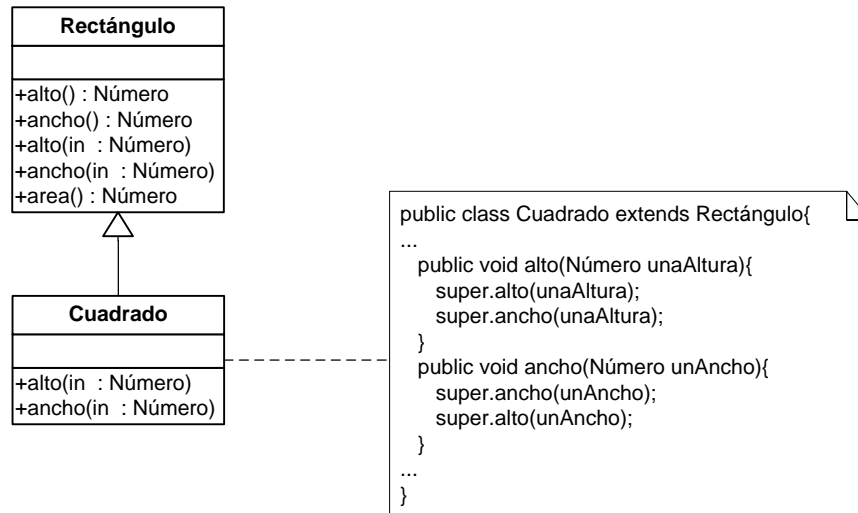 Rectángulo
+alto() : Número
+ancho() : Número
+alto(in : Número)
+ancho(in : Número)
+area() : Número
Cuadrado
+alto(in : Número)
+ancho(in : Número)
public class Cuadrado extends Rectángulo{
...
public void alto(Número unaAltura){
super.alto(unaAltura);
super.ancho(unaAltura);
}
public void ancho(Número unAncho){
super.ancho(unAncho);
super.alto(unAncho);
}
...
}